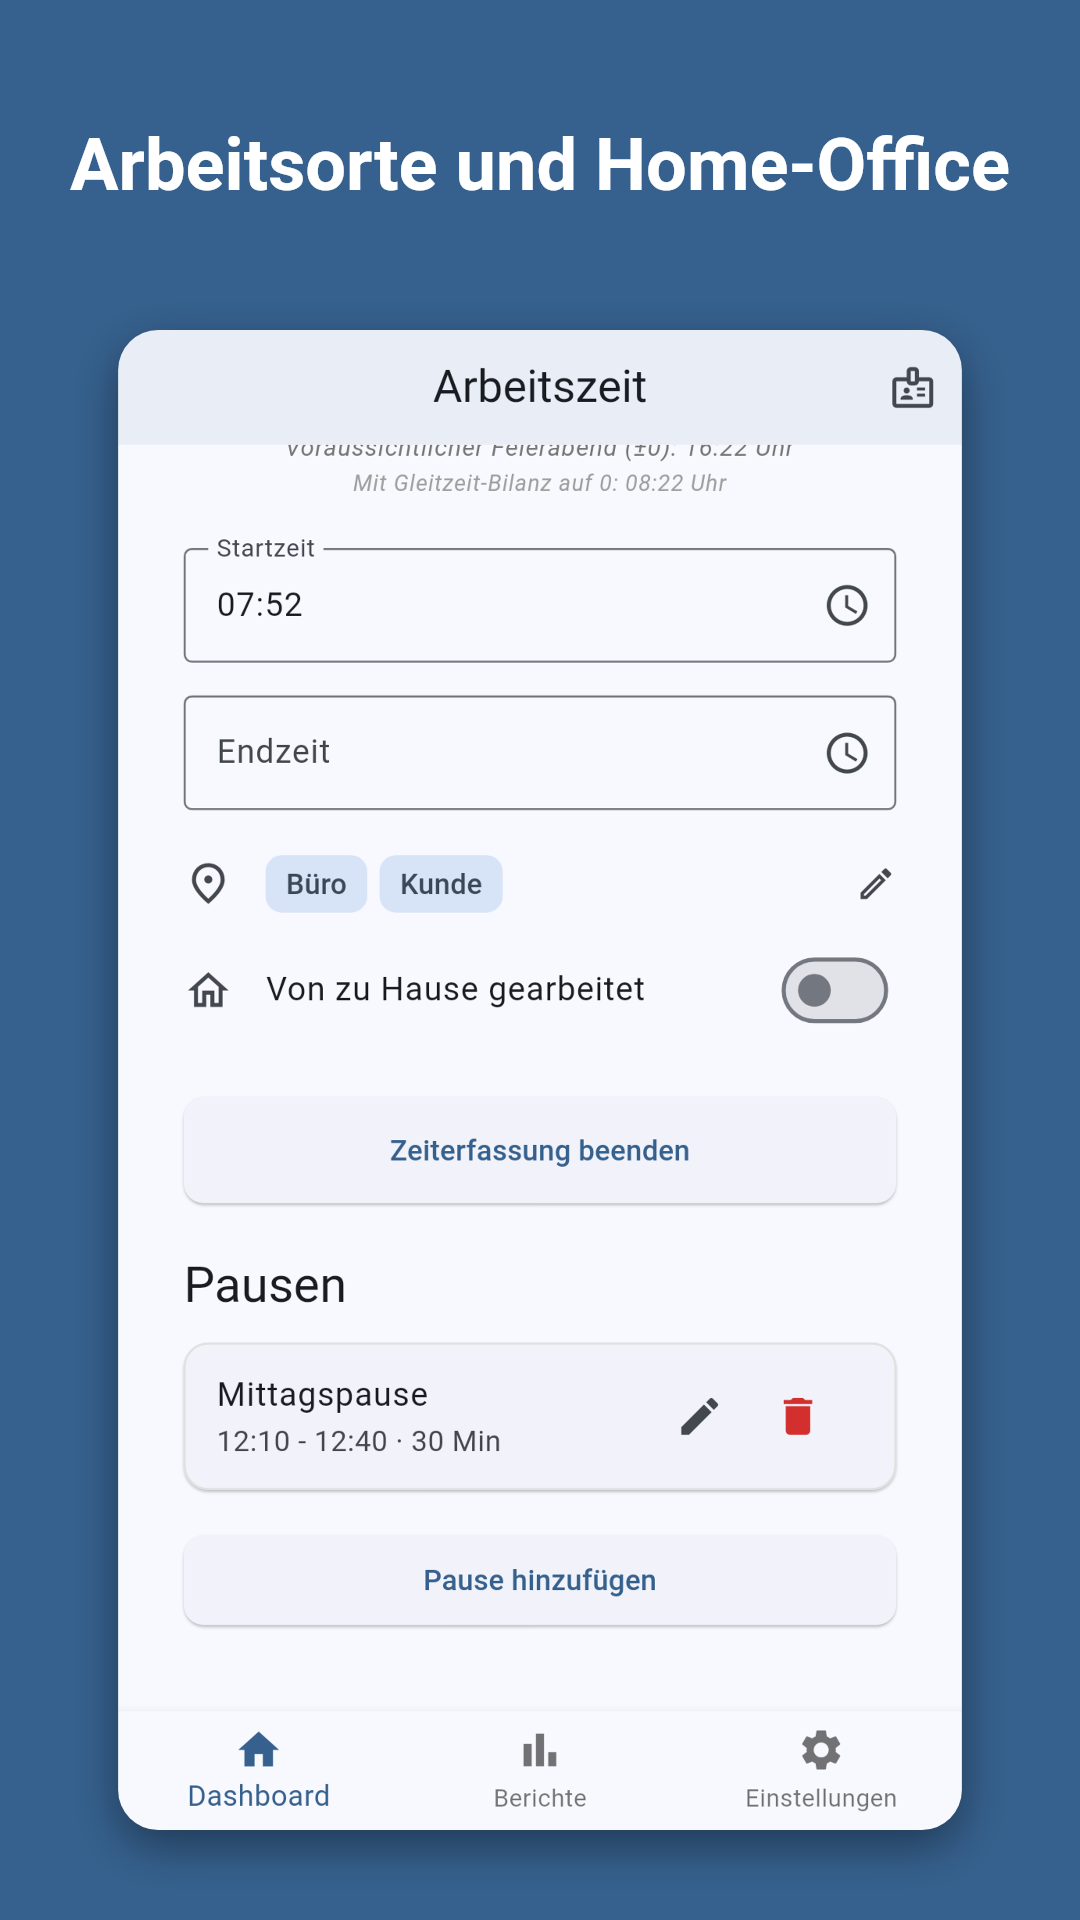 Arbeitsorte und Home-Office
Arbeitszeit
Voraussichtlicher Feierabend (±0): 16:22 Uhr
Mit Gleitzeit-Bilanz auf 0: 08:22 Uhr
Startzeit
07:52
Endzeit
Büro Kunde
Von zu Hause gearbeitet
Zeiterfassung beenden
Pausen
Mittagspause
12:10 - 12:40 · 30 Min
Pause hinzufügen
Dashboard Berichte Einstellungen